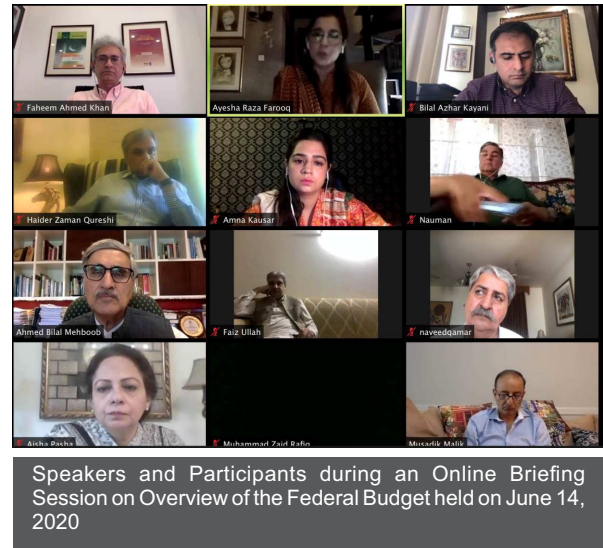 Faheem Ahmed Khan
Ayesha Raza Farooq
Bilal Azhar Kayani
Haider Zaman Qureshi
Amna Kausar
Nauman
Ahmed Bilal Mehboob
Faiz Ullah
naveedqamar
Aisha Pasha
Muhammad Zaid Rafiq
Musadik Malik
Speakers and Participants during an Online Briefing
Session on Overview of the Federal Budget held on June 14,
2020